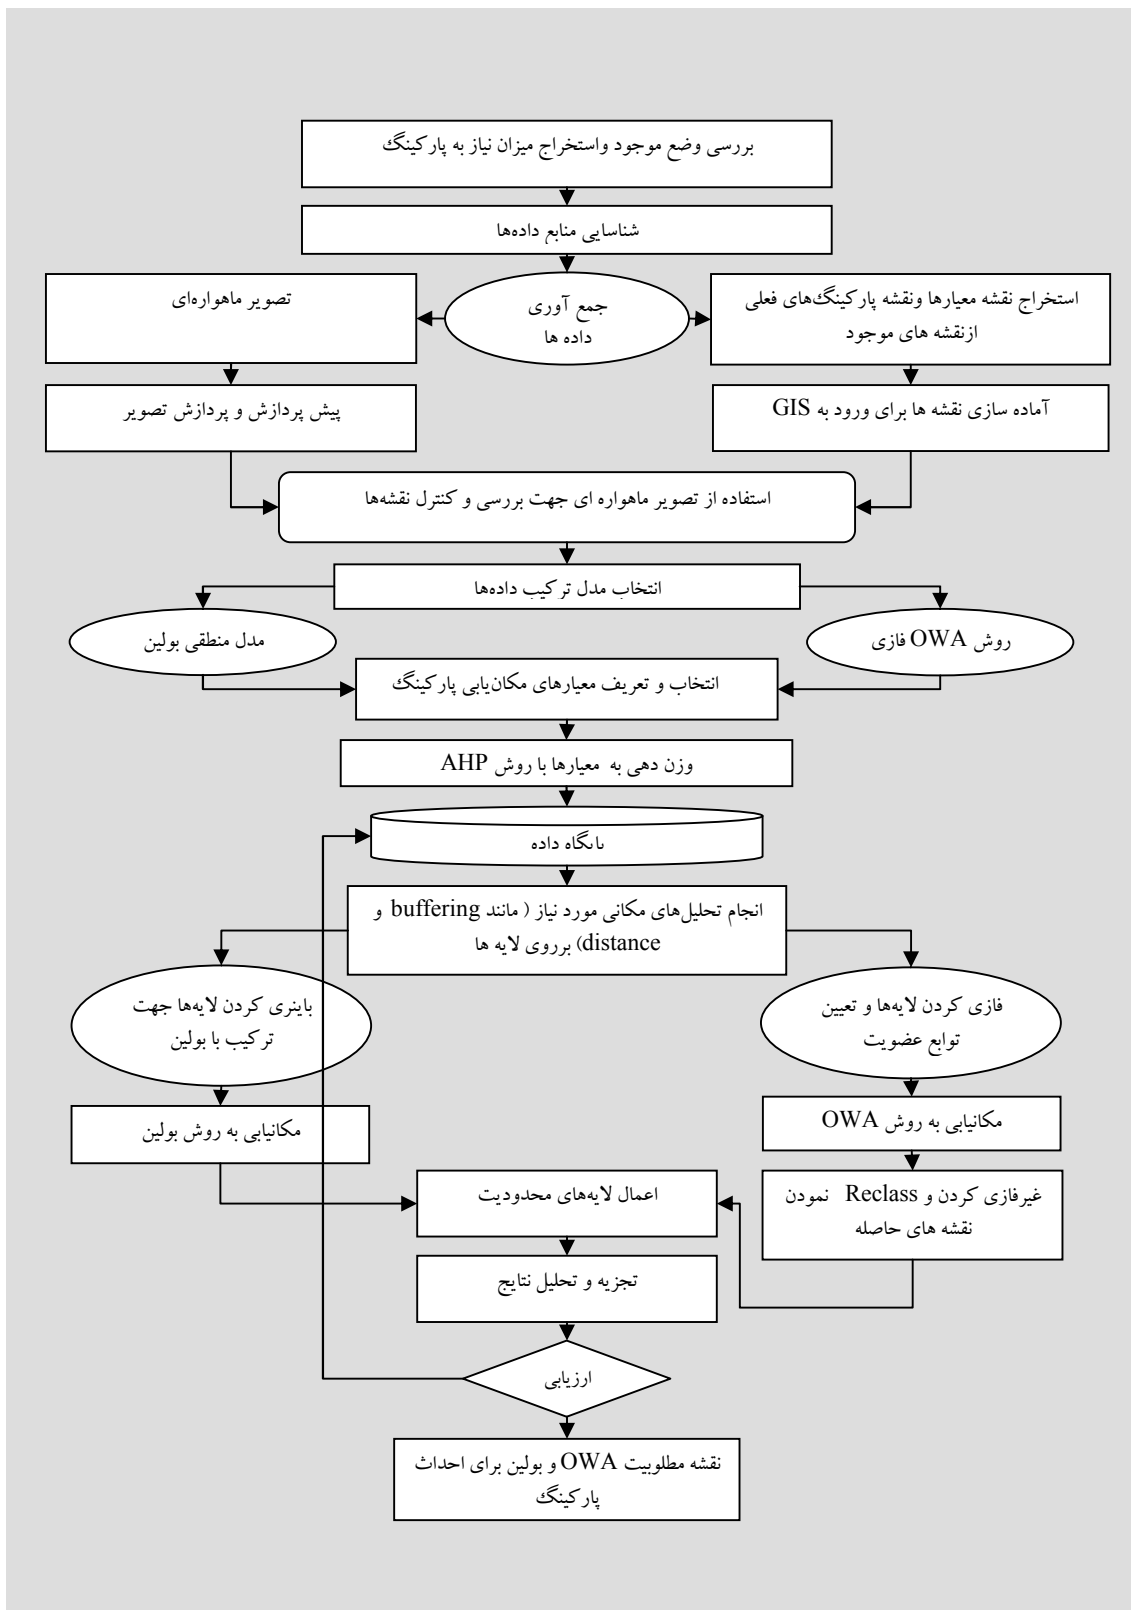 بررسی وضع موجود واستخراج میزان نیاز به پارکینگ
شناسایی منابع داده‌ها
جمع آوری
داده ها
استخراج نقشه معیارها ونقشه پارکینگ‌های فعلی
ازنقشه های موجود
تصویر ماهواره‌ای
آماده سازی نقشه ها برای ورود به GIS
پیش پردازش و پردازش تصویر
استفاده از تصویر ماهواره ای جهت بررسی و کنترل نقشه‌ها
انتخاب مدل ترکیب داده‌ها
روش OWA فازی
مدل منطقی بولین
انتخاب و تعریف معیارهای مکان‌یابی پارکینگ
وزن دهی به معیارها با روش AHP
پایگاه داده
انجام تحلیل‌های مکانی مورد نیاز ( مانند buffering و
distance) برروی لایه ها
فازی کردن لایه‌ها و تعیین
توابع عضویت
باینری کردن لایه‌ها جهت
ترکیب با بولین
مکانیابی به روش OWA
مکانیابی به روش بولین
غیرفازی کردن و Reclass نمودن
نقشه های حاصله
اعمال لایه‌های محدودیت
تجزیه و تحلیل نتایج
ارزیابی
نقشه مطلوبیت OWA و بولین برای احداث
پارکینگ